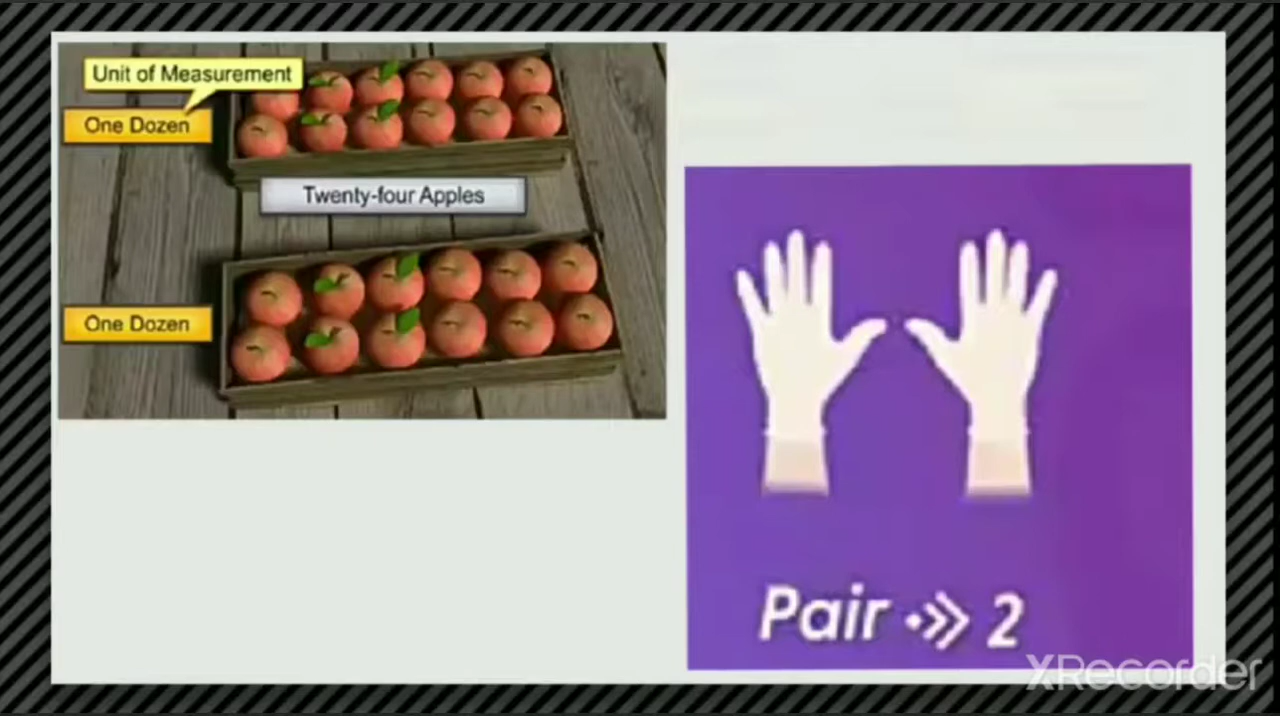 Unit of Measurement
One Dozen
Twenty-four Apples
One Dozen
Pair 2
XRecorder